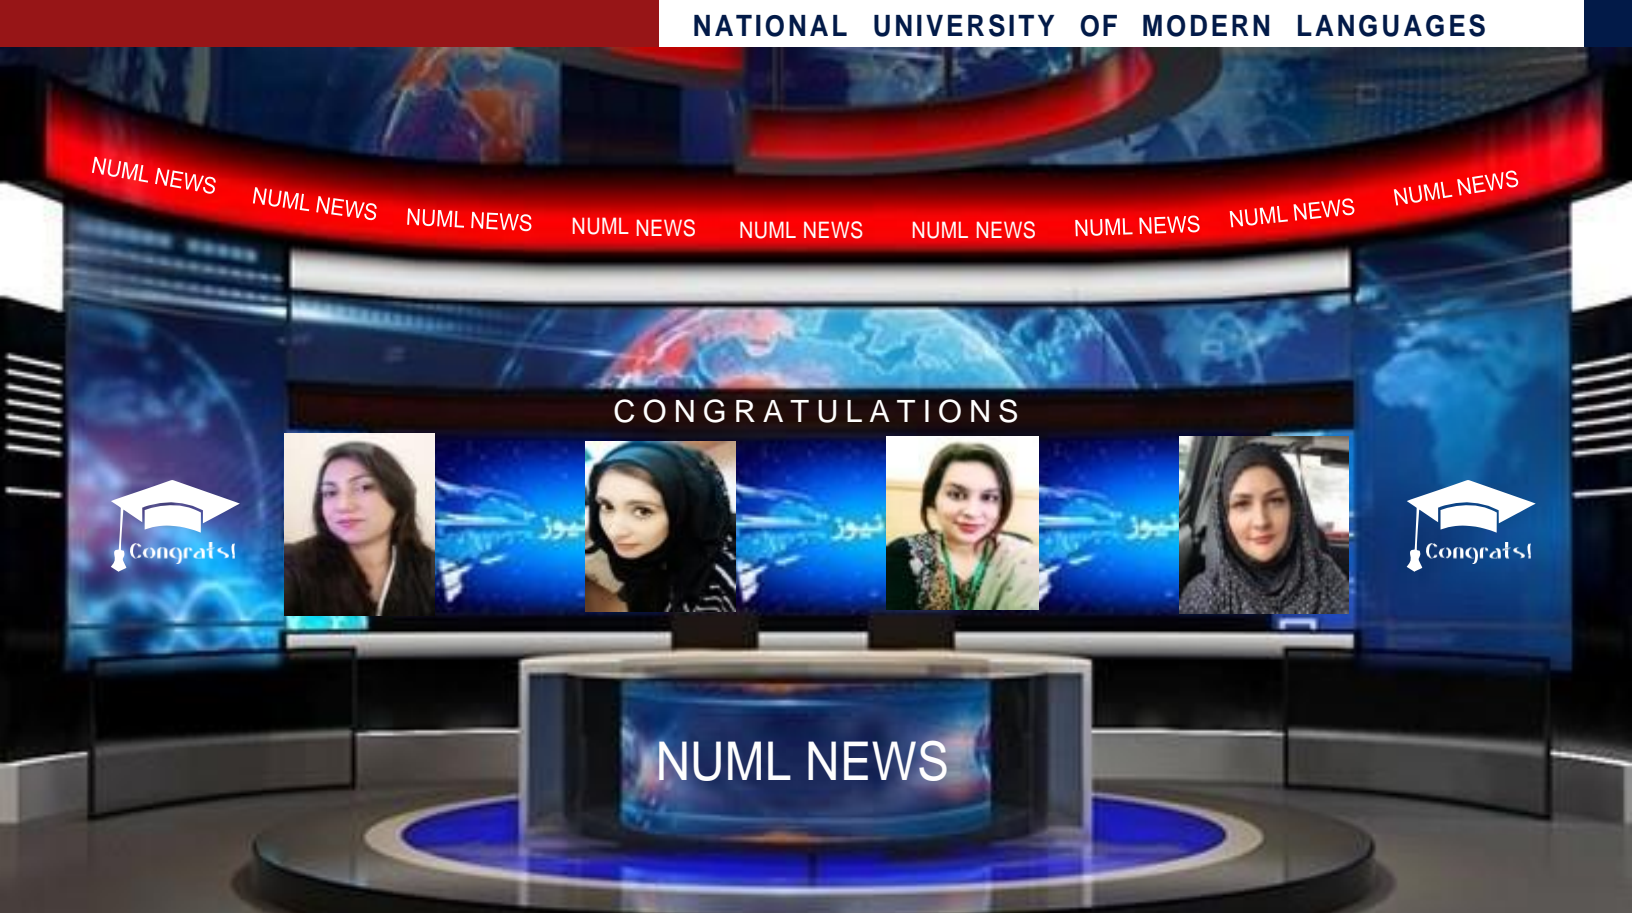 NATIONAL UNIVERSITY OF MODERN LANGUAGES
NUML NEWS NUML NEWS NUML NEWS NUML NEWS NUML NEWS NUML NEWS NUML NEWS NUML NEWS NUML NEWS
CONGRATULATIONS
نیوز نیوز نیوز
Congrats! Congrats!
NUML NEWS